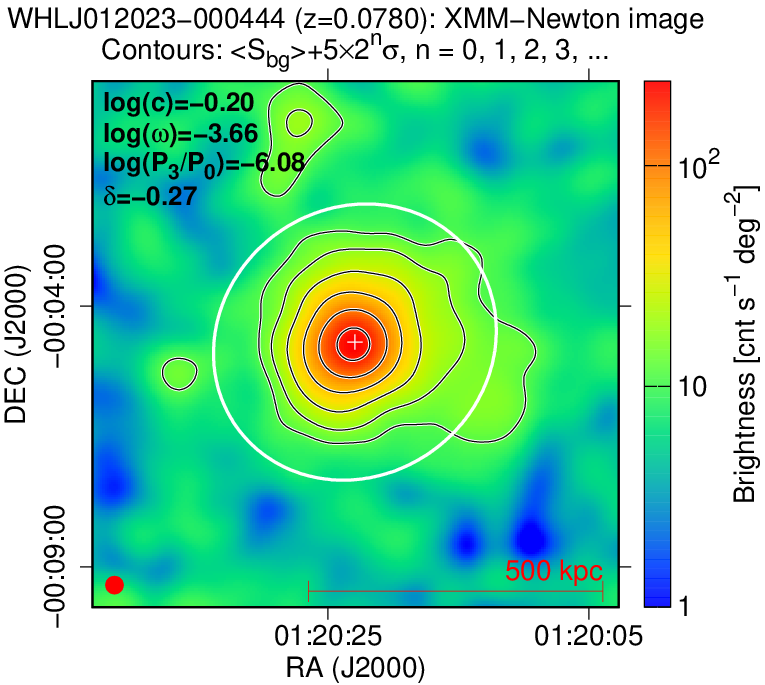 WHLJ012023−000444 (z=0.0780): XMM−Newton image
Contours: <S_bg>+5×2^nσ, n = 0, 1, 2, 3, ...
log(c)=−0.20
log(ω)=−3.66
log(P_3/P_0)=−6.08
δ=−0.27
10^2
10
1
Brightness [cnt s^−1 deg^−2]
−00:04:00
−00:09:00
DEC (J2000)
500 kpc
01:20:25
01:20:05
RA (J2000)